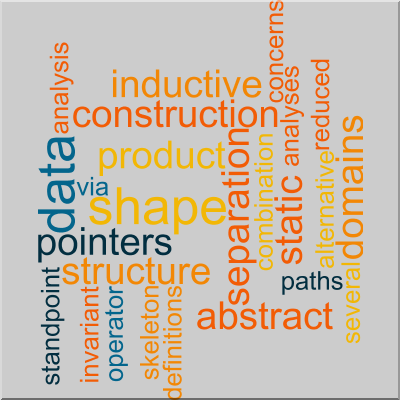 concerns
analysis
inductive
analyses
reduced
construction
domains
separation
data
product
combination
alternative
static
via
shape
pointers
structure
several
paths
standpoint
invariant
operator
skeleton
definitions
abstract